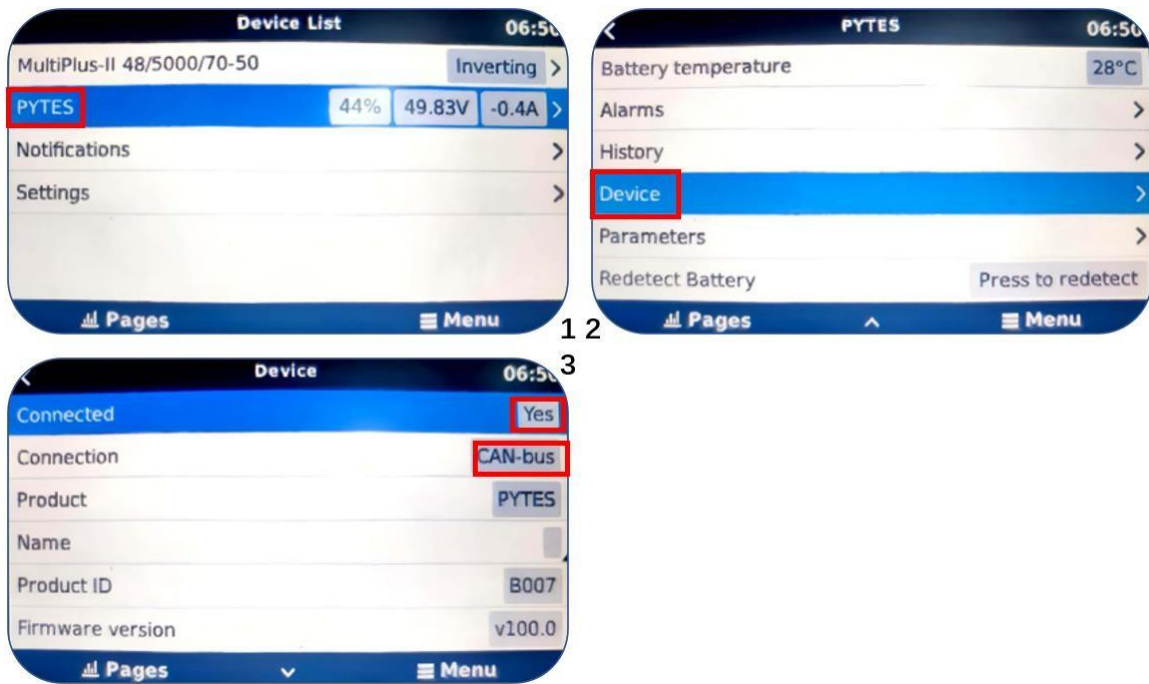 Device List 06:50
MultiPlus-II 48/5000/70-50 Inverting
PYTES 44% 49.83V -0.4A
Notifications
Settings
Pages Menu
PYTES 06:50
Battery temperature 28°C
Alarms
History
Device
Parameters
Redetect Battery Press to redetect
Pages Menu
1 2
3
Device 06:50
Connected Yes
Connection CAN-bus
Product PYTES
Name
Product ID B007
Firmware version v100.0
Pages Menu